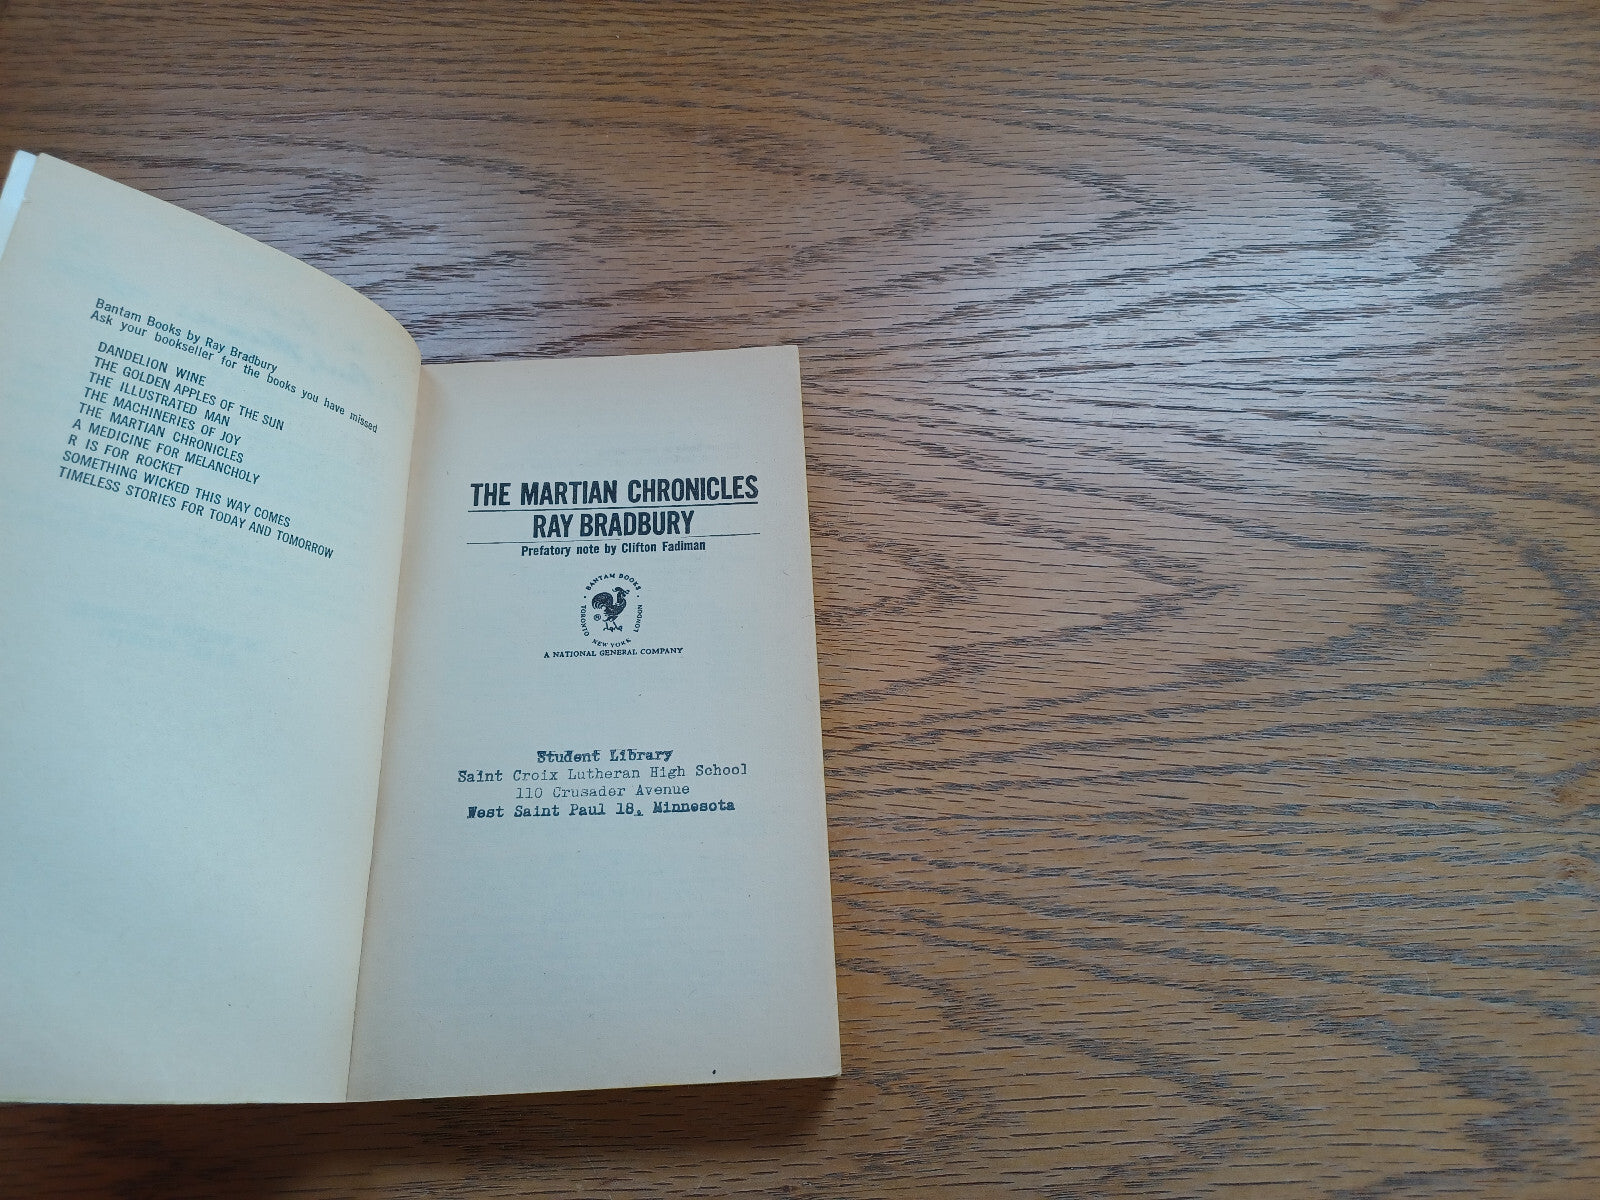 Bantam Books by Ray Bradbury
Ask your bookseller for the books you have missed
DANDELION WINE
THE GOLDEN APPLES OF THE SUN
THE ILLUSTRATED MAN
THE MACHINERIES OF JOY
THE MARTIAN CHRONICLES
A MEDICINE FOR MELANCHOLY
R IS FOR ROCKET
SOMETHING WICKED THIS WAY COMES
TIMELESS STORIES FOR TODAY AND TOMORROW
THE MARTIAN CHRONICLES
RAY BRADBURY
Prefatory note by Clifton Fadiman
BANTAM BOOKS
TORONTO · NEW YORK · LONDON
®
A NATIONAL GENERAL COMPANY
Student Library
Saint Croix Lutheran High School
110 Crusader Avenue
West Saint Paul 18, Minnesota